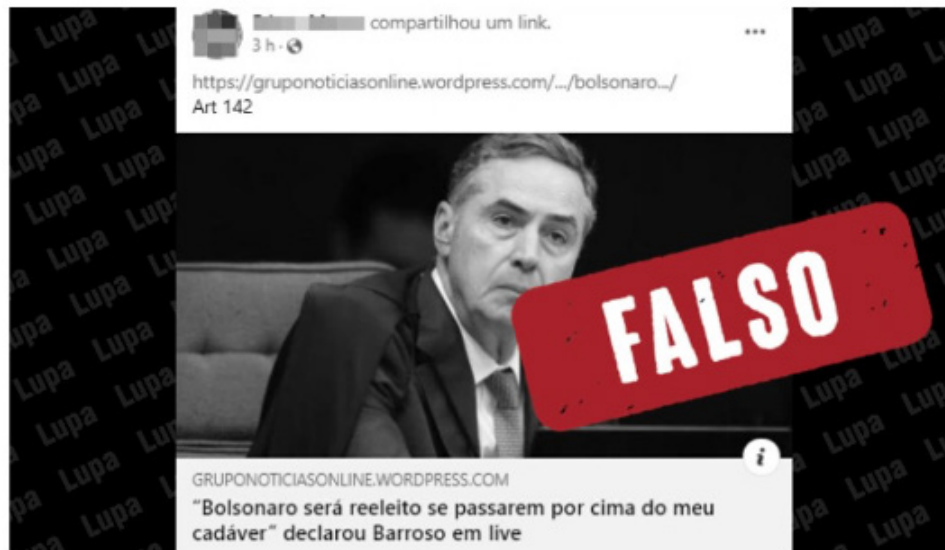 compartilhou um link.
3 h
https://gruponoticiasonline.wordpress.com/.../bolsonaro.../
Art 142
FALSO
i
GRUPONOTICIASONLINE.WORDPRESS.COM
"Bolsonaro será reeleito se passarem por cima do meu
cadáver" declarou Barroso em live
Lupa